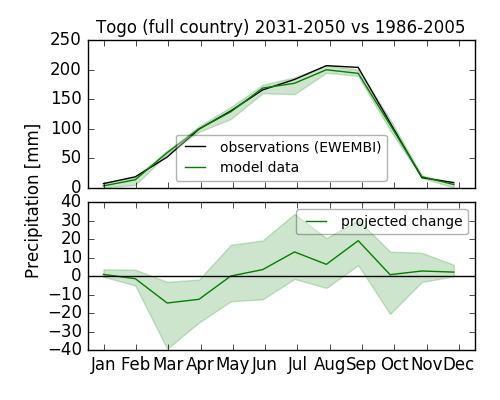 Togo (full country) 2031-2050 vs 1986-2005
250
200
150
100
50
0
observations (EWEMBI)
model data
Precipitation [mm]
40
30
20
10
0
−10
−20
−30
−40
projected change
Jan Feb Mar Apr May Jun Jul Aug Sep Oct Nov Dec